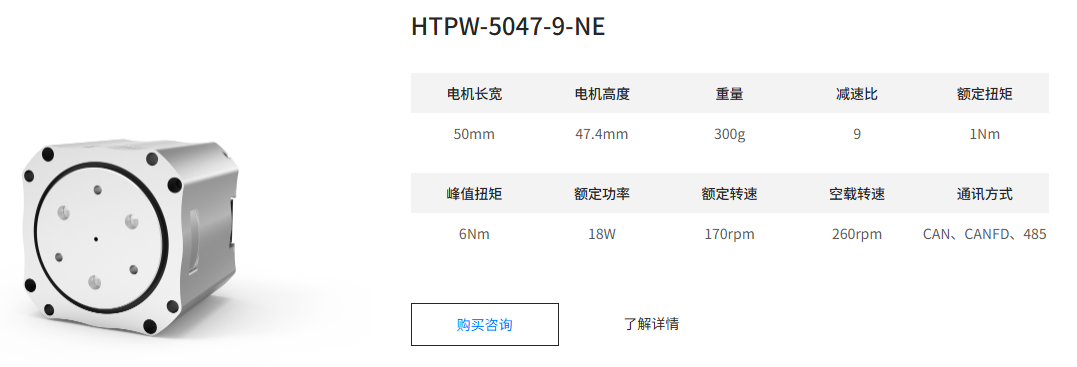 HTPW-5047-9-NE
电机长宽 电机高度 重量 减速比 额定扭矩
50mm 47.4mm 300g 9 1Nm
峰值扭矩 额定功率 额定转速 空载转速 通讯方式
6Nm 18W 170rpm 260rpm CAN、CANFD、485
购买咨询 了解详情